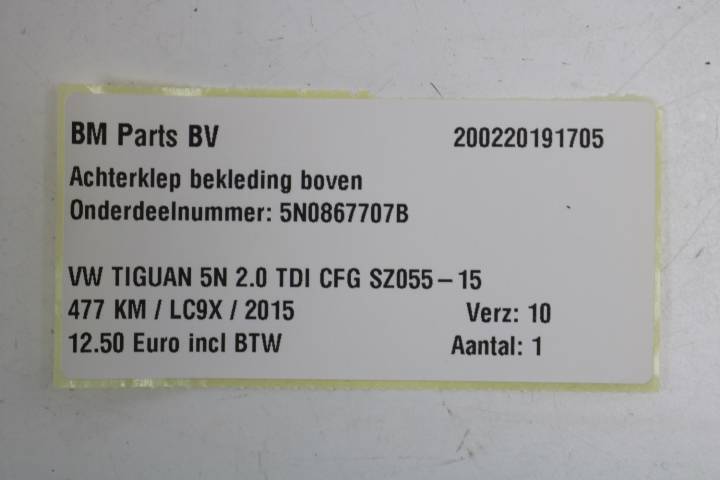 BM Parts BV 200220191705
Achterklep bekleding boven
Onderdeelnummer: 5N0867707B
VW TIGUAN 5N 2.0 TDI CFG SZ055-15
477 KM / LC9X / 2015 Verz: 10
12.50 Euro incl BTW Aantal: 1